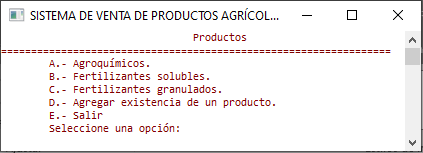 SISTEMA DE VENTA DE PRODUCTOS AGRÍCOL...
Productos
================================================================
A.- Agroquímicos.
B.- Fertilizantes solubles.
C.- Fertilizantes granulados.
D.- Agregar existencia de un producto.
E.- Salir
Seleccione una opción: